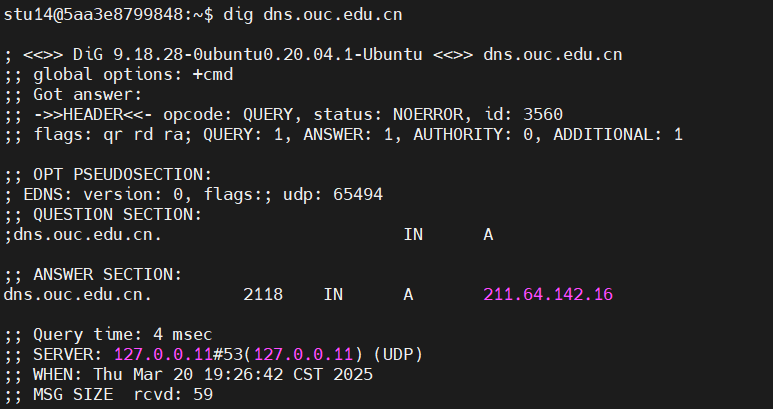 stu14@5aa3e8799848:~$ dig dns.ouc.edu.cn
; <<>> DiG 9.18.28-0ubuntu0.20.04.1-Ubuntu <<>> dns.ouc.edu.cn
;; global options: +cmd
;; Got answer:
;; ->>HEADER<<- opcode: QUERY, status: NOERROR, id: 3560
;; flags: qr rd ra; QUERY: 1, ANSWER: 1, AUTHORITY: 0, ADDITIONAL: 1
;; OPT PSEUDOSECTION:
; EDNS: version: 0, flags:; udp: 65494
;; QUESTION SECTION:
;dns.ouc.edu.cn. IN A
;; ANSWER SECTION:
dns.ouc.edu.cn. 2118 IN A 211.64.142.16
;; Query time: 4 msec
;; SERVER: 127.0.0.11#53(127.0.0.11) (UDP)
;; WHEN: Thu Mar 20 19:26:42 CST 2025
;; MSG SIZE rcvd: 59